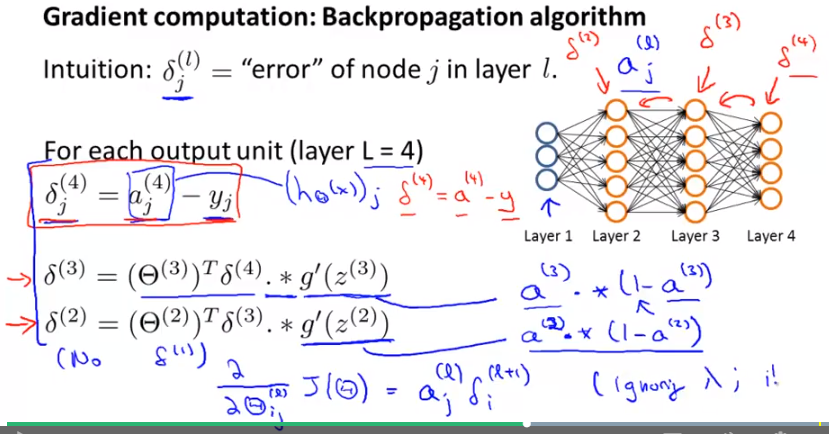 Gradient computation: Backpropagation algorithm
Intuition: δ_j^{(l)} = “error” of node j in layer l.
δ^{(2)} a_j^{(l)} δ^{(3)} δ^{(4)}
For each output unit (layer L = 4)
δ_j^{(4)} = a_j^{(4)} − y_j (h_Θ(x))_j δ^{(4)} = a^{(4)} - y
Layer 1 Layer 2 Layer 3 Layer 4
δ^{(3)} = (Θ^{(3)})^T δ^{(4)}. ∗ g′(z^{(3)}) a^{(3)} .* (1-a^{(3)})
δ^{(2)} = (Θ^{(2)})^T δ^{(3)}. ∗ g′(z^{(2)}) a^{(2)} .* (1-a^{(2)})
(No δ^{(1)})
∂/∂Θ_{ij}^{(l)} J(Θ) = a_j^{(l)} δ_i^{(l+1)} (Ignoring λ; i